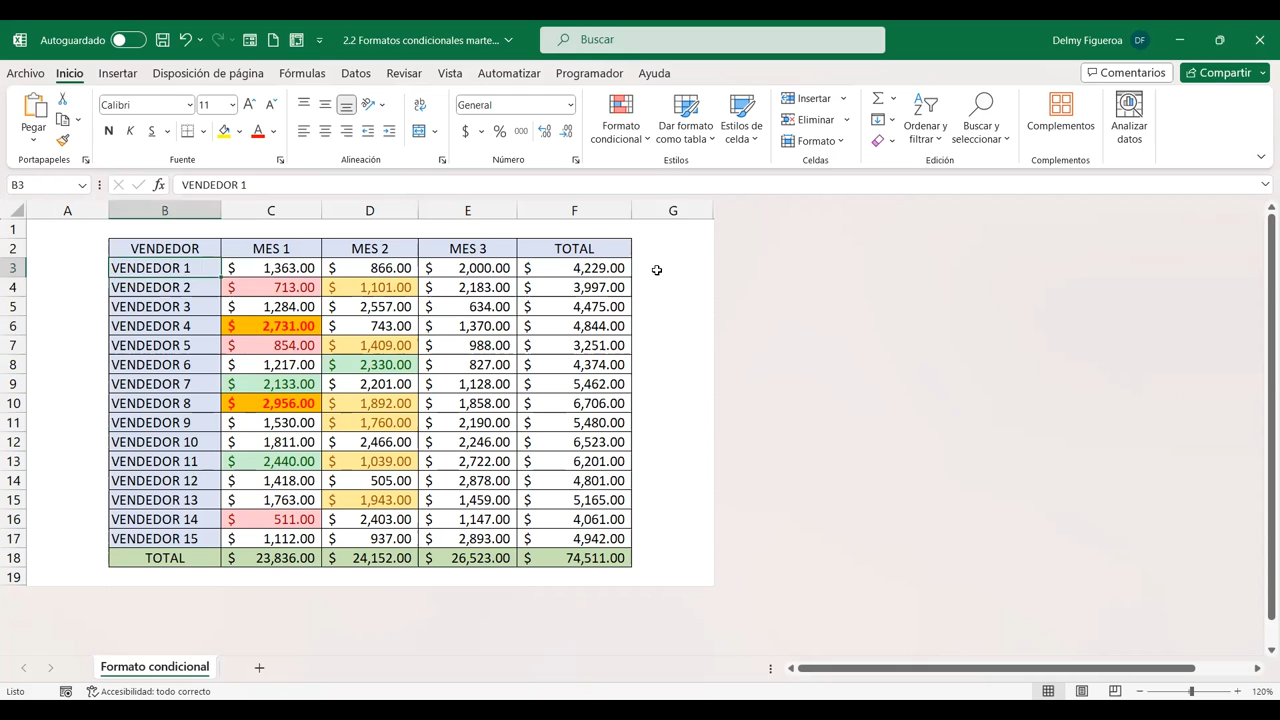 Autoguardado 2.2 Formatos condicionales marte... Buscar Delmy Figueroa DF
Archivo Inicio Insertar Disposición de página Fórmulas Datos Revisar Vista Automatizar Programador Ayuda Comentarios Compartir
Pegar Calibri 11 General Formato condicional Dar formato como tabla Estilos de celda Insertar Eliminar Formato Ordenar y filtrar Buscar y seleccionar Complementos Analizar datos
N K S $ % 000
Portapapeles Fuente Alineación Número Estilos Celdas Edición Complementos
B3 fx VENDEDOR 1
A B C D E F G
1
2 VENDEDOR MES 1 MES 2 MES 3 TOTAL
3 VENDEDOR 1 $ 1,363.00 $ 866.00 $ 2,000.00 $ 4,229.00
4 VENDEDOR 2 $ 713.00 $ 1,101.00 $ 2,183.00 $ 3,997.00
5 VENDEDOR 3 $ 1,284.00 $ 2,557.00 $ 634.00 $ 4,475.00
6 VENDEDOR 4 $ 2,731.00 $ 743.00 $ 1,370.00 $ 4,844.00
7 VENDEDOR 5 $ 854.00 $ 1,409.00 $ 988.00 $ 3,251.00
8 VENDEDOR 6 $ 1,217.00 $ 2,330.00 $ 827.00 $ 4,374.00
9 VENDEDOR 7 $ 2,133.00 $ 2,201.00 $ 1,128.00 $ 5,462.00
10 VENDEDOR 8 $ 2,956.00 $ 1,892.00 $ 1,858.00 $ 6,706.00
11 VENDEDOR 9 $ 1,530.00 $ 1,760.00 $ 2,190.00 $ 5,480.00
12 VENDEDOR 10 $ 1,811.00 $ 2,466.00 $ 2,246.00 $ 6,523.00
13 VENDEDOR 11 $ 2,440.00 $ 1,039.00 $ 2,722.00 $ 6,201.00
14 VENDEDOR 12 $ 1,418.00 $ 505.00 $ 2,878.00 $ 4,801.00
15 VENDEDOR 13 $ 1,763.00 $ 1,943.00 $ 1,459.00 $ 5,165.00
16 VENDEDOR 14 $ 511.00 $ 2,403.00 $ 1,147.00 $ 4,061.00
17 VENDEDOR 15 $ 1,112.00 $ 937.00 $ 2,893.00 $ 4,942.00
18 TOTAL $ 23,836.00 $ 24,152.00 $ 26,523.00 $ 74,511.00
19
Formato condicional
Listo Accesibilidad: todo correcto 120%